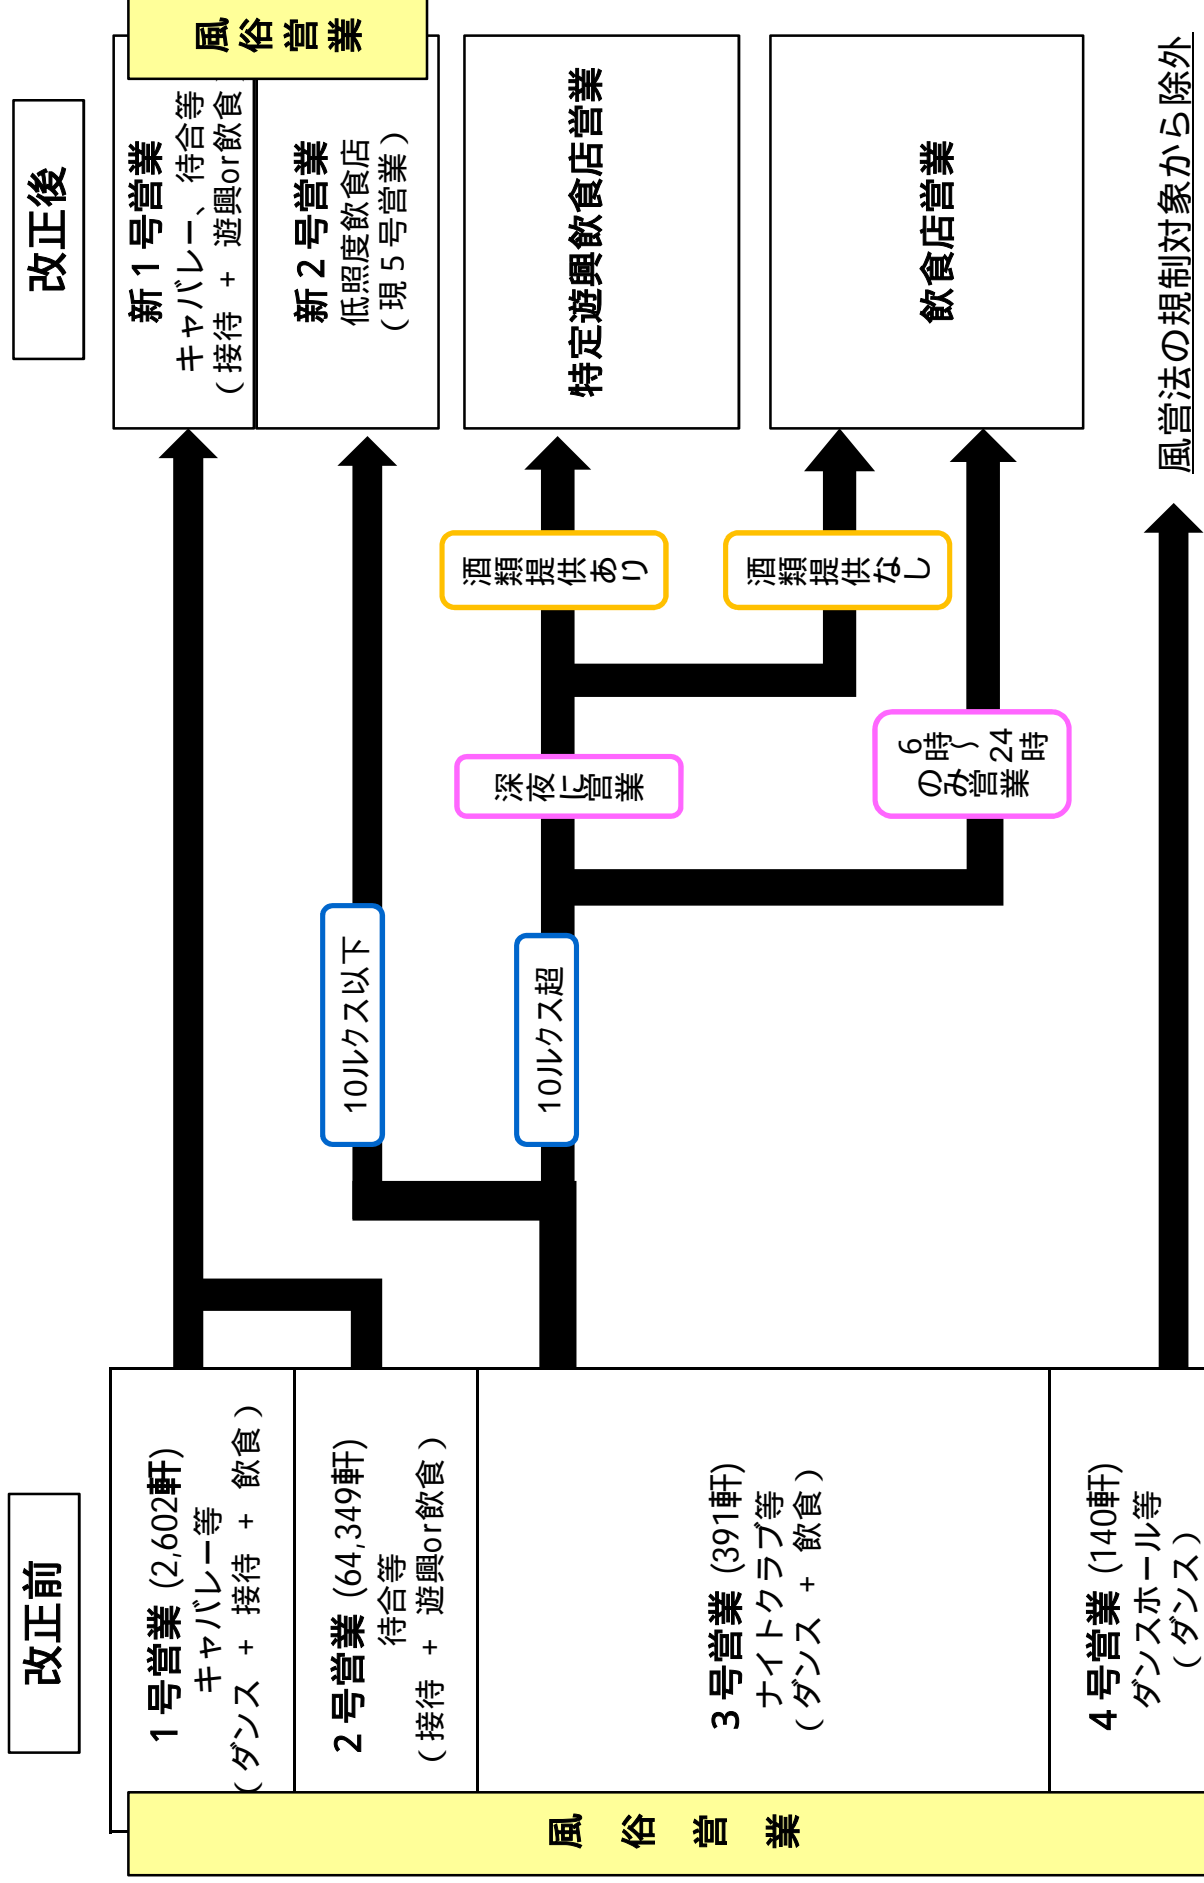 改正前
風俗営業
１号営業 (2,602軒)
キャバレー等
（ダンス + 接待 + 飲食）
２号営業 (64,349軒)
待合等
（接待 + 遊興or飲食）
３号営業 (391軒)
ナイトクラブ等
（ダンス + 飲食）
４号営業 (140軒)
ダンスホール等
（ダンス）
10ルクス以下
10ルクス超
深夜に営業
6時～24時
のみ営業
酒類提供あり
酒類提供なし
改正後
風俗営業
新１号営業
キャバレー、待合等
（接待 + 遊興or飲食
新２号営業
低照度飲食店
（現５号営業）
特定遊興飲食店営業
飲食店営業
風営法の規制対象から除外